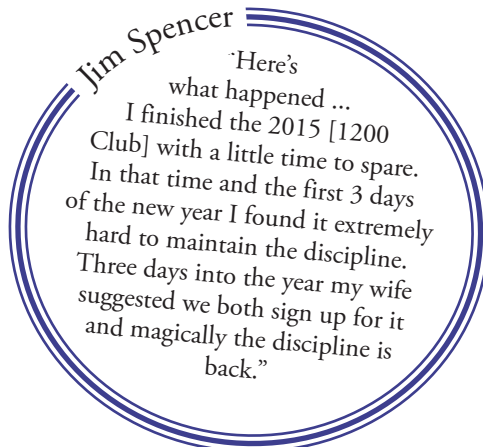 Jim Spencer
“Here’s
what happened ...
I finished the 2015 [1200
Club] with a little time to spare.
In that time and the first 3 days
of the new year I found it extremely
hard to maintain the discipline.
Three days into the year my wife
suggested we both sign up for it
and magically the discipline is
back.”